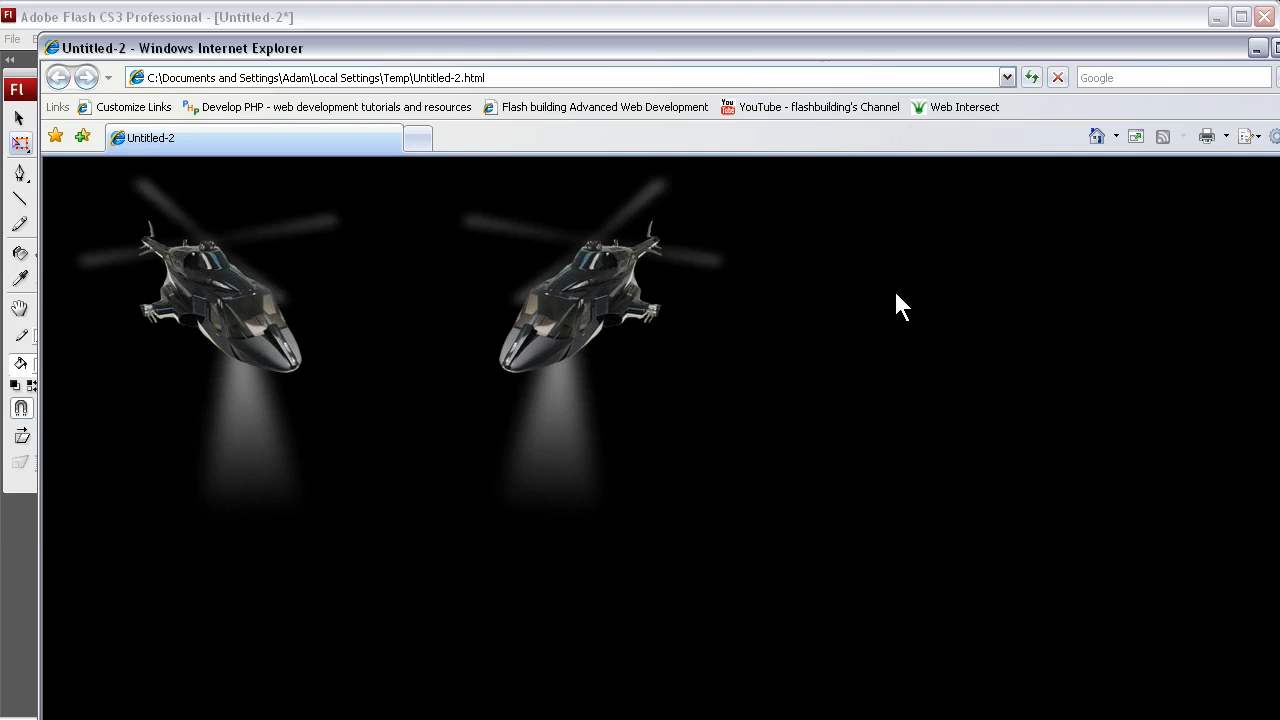 Adobe Flash CS3 Professional - [Untitled-2*]
File
Untitled-2 - Windows Internet Explorer
Fl
C:\Documents and Settings\Adam\Local Settings\Temp\Untitled-2.html
Google
Links
Customize Links
Develop PHP - web development tutorials and resources
Flash building Advanced Web Development
YouTube - flashbuilding's Channel
Web Intersect
Untitled-2